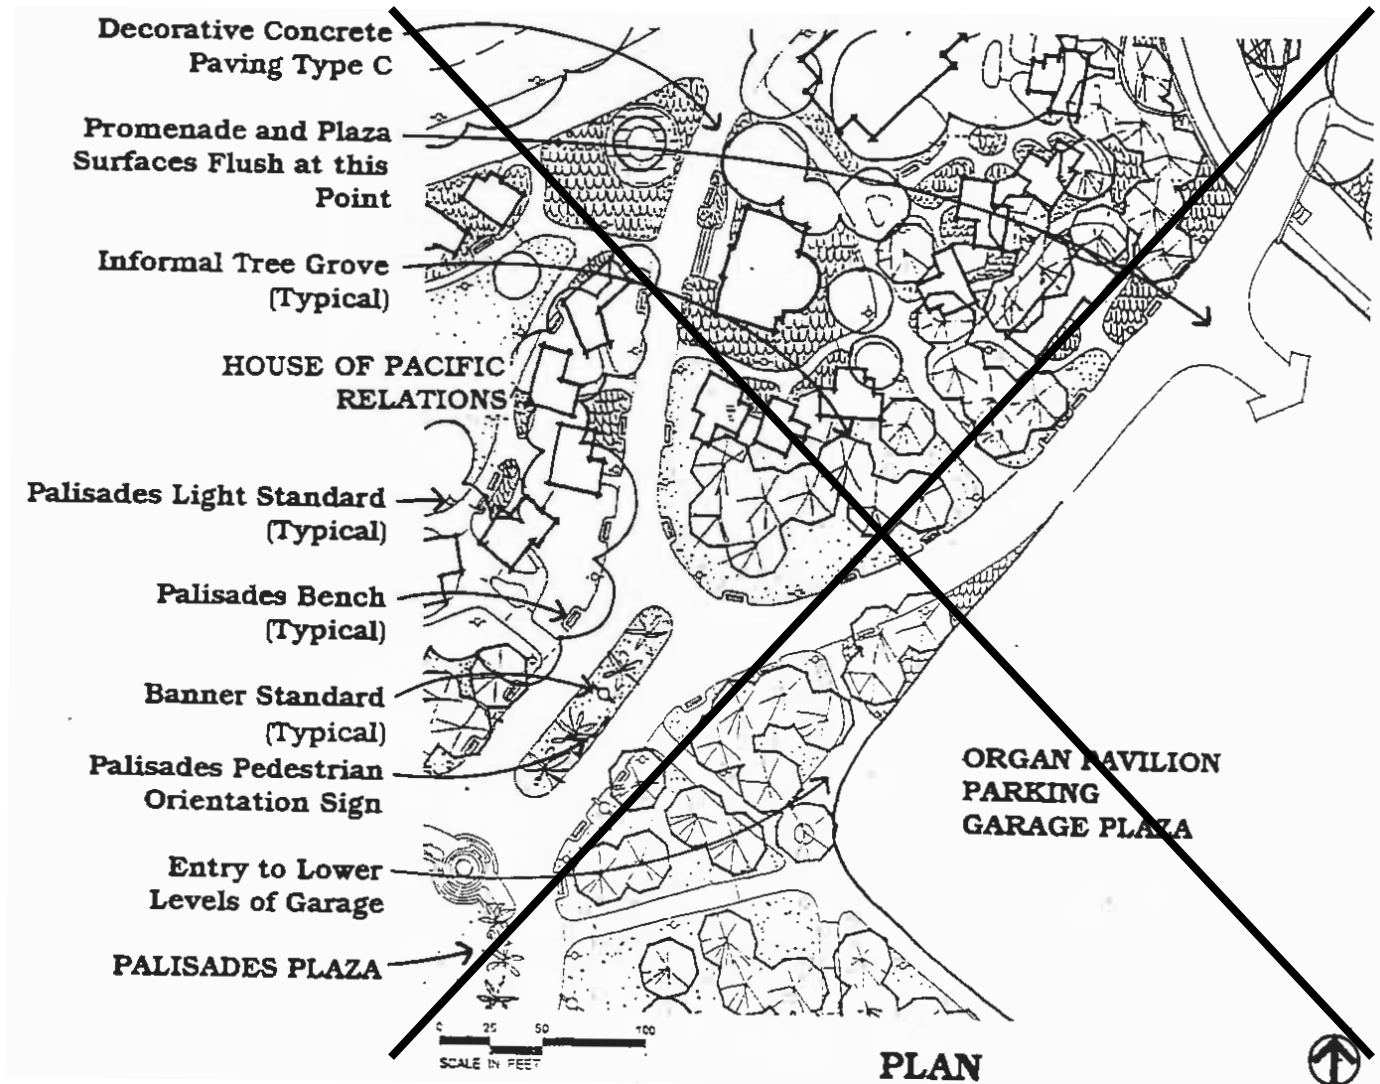 Decorative Concrete
Paving Type C
Promenade and Plaza
Surfaces Flush at this
Point
Informal Tree Grove
(Typical)
HOUSE OF PACIFIC
RELATIONS
Palisades Light Standard
(Typical)
Palisades Bench
(Typical)
Banner Standard
(Typical)
Palisades Pedestrian
Orientation Sign
ORGAN PAVILION
PARKING
GARAGE PLAZA
Entry to Lower
Levels of Garage
PALISADES PLAZA
0 25 50 100
SCALE IN FEET
PLAN